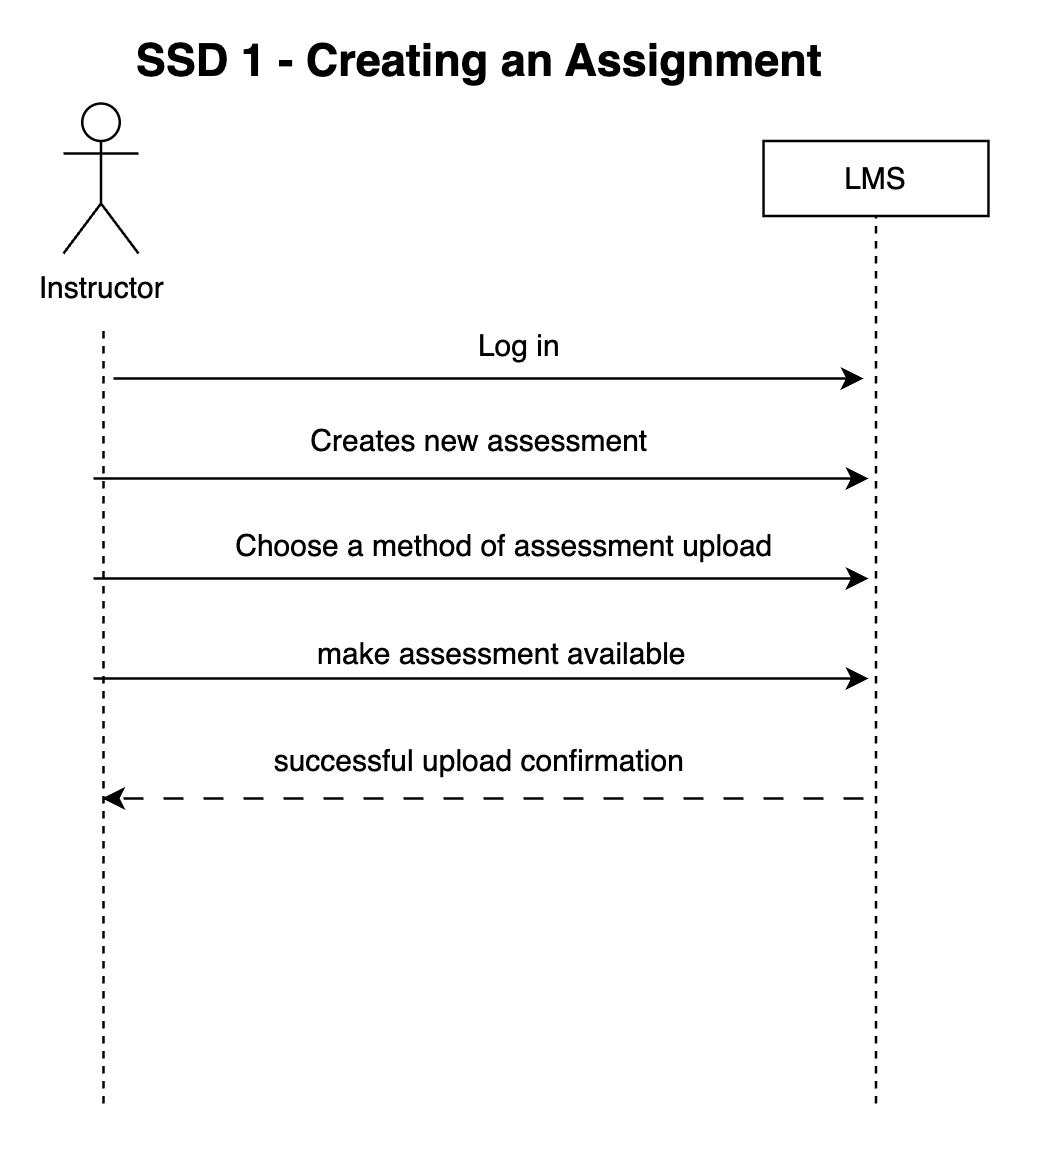 SSD 1 - Creating an Assignment
LMS
Instructor
Log in
Creates new assessment
Choose a method of assessment upload
make assessment available
successful upload confirmation